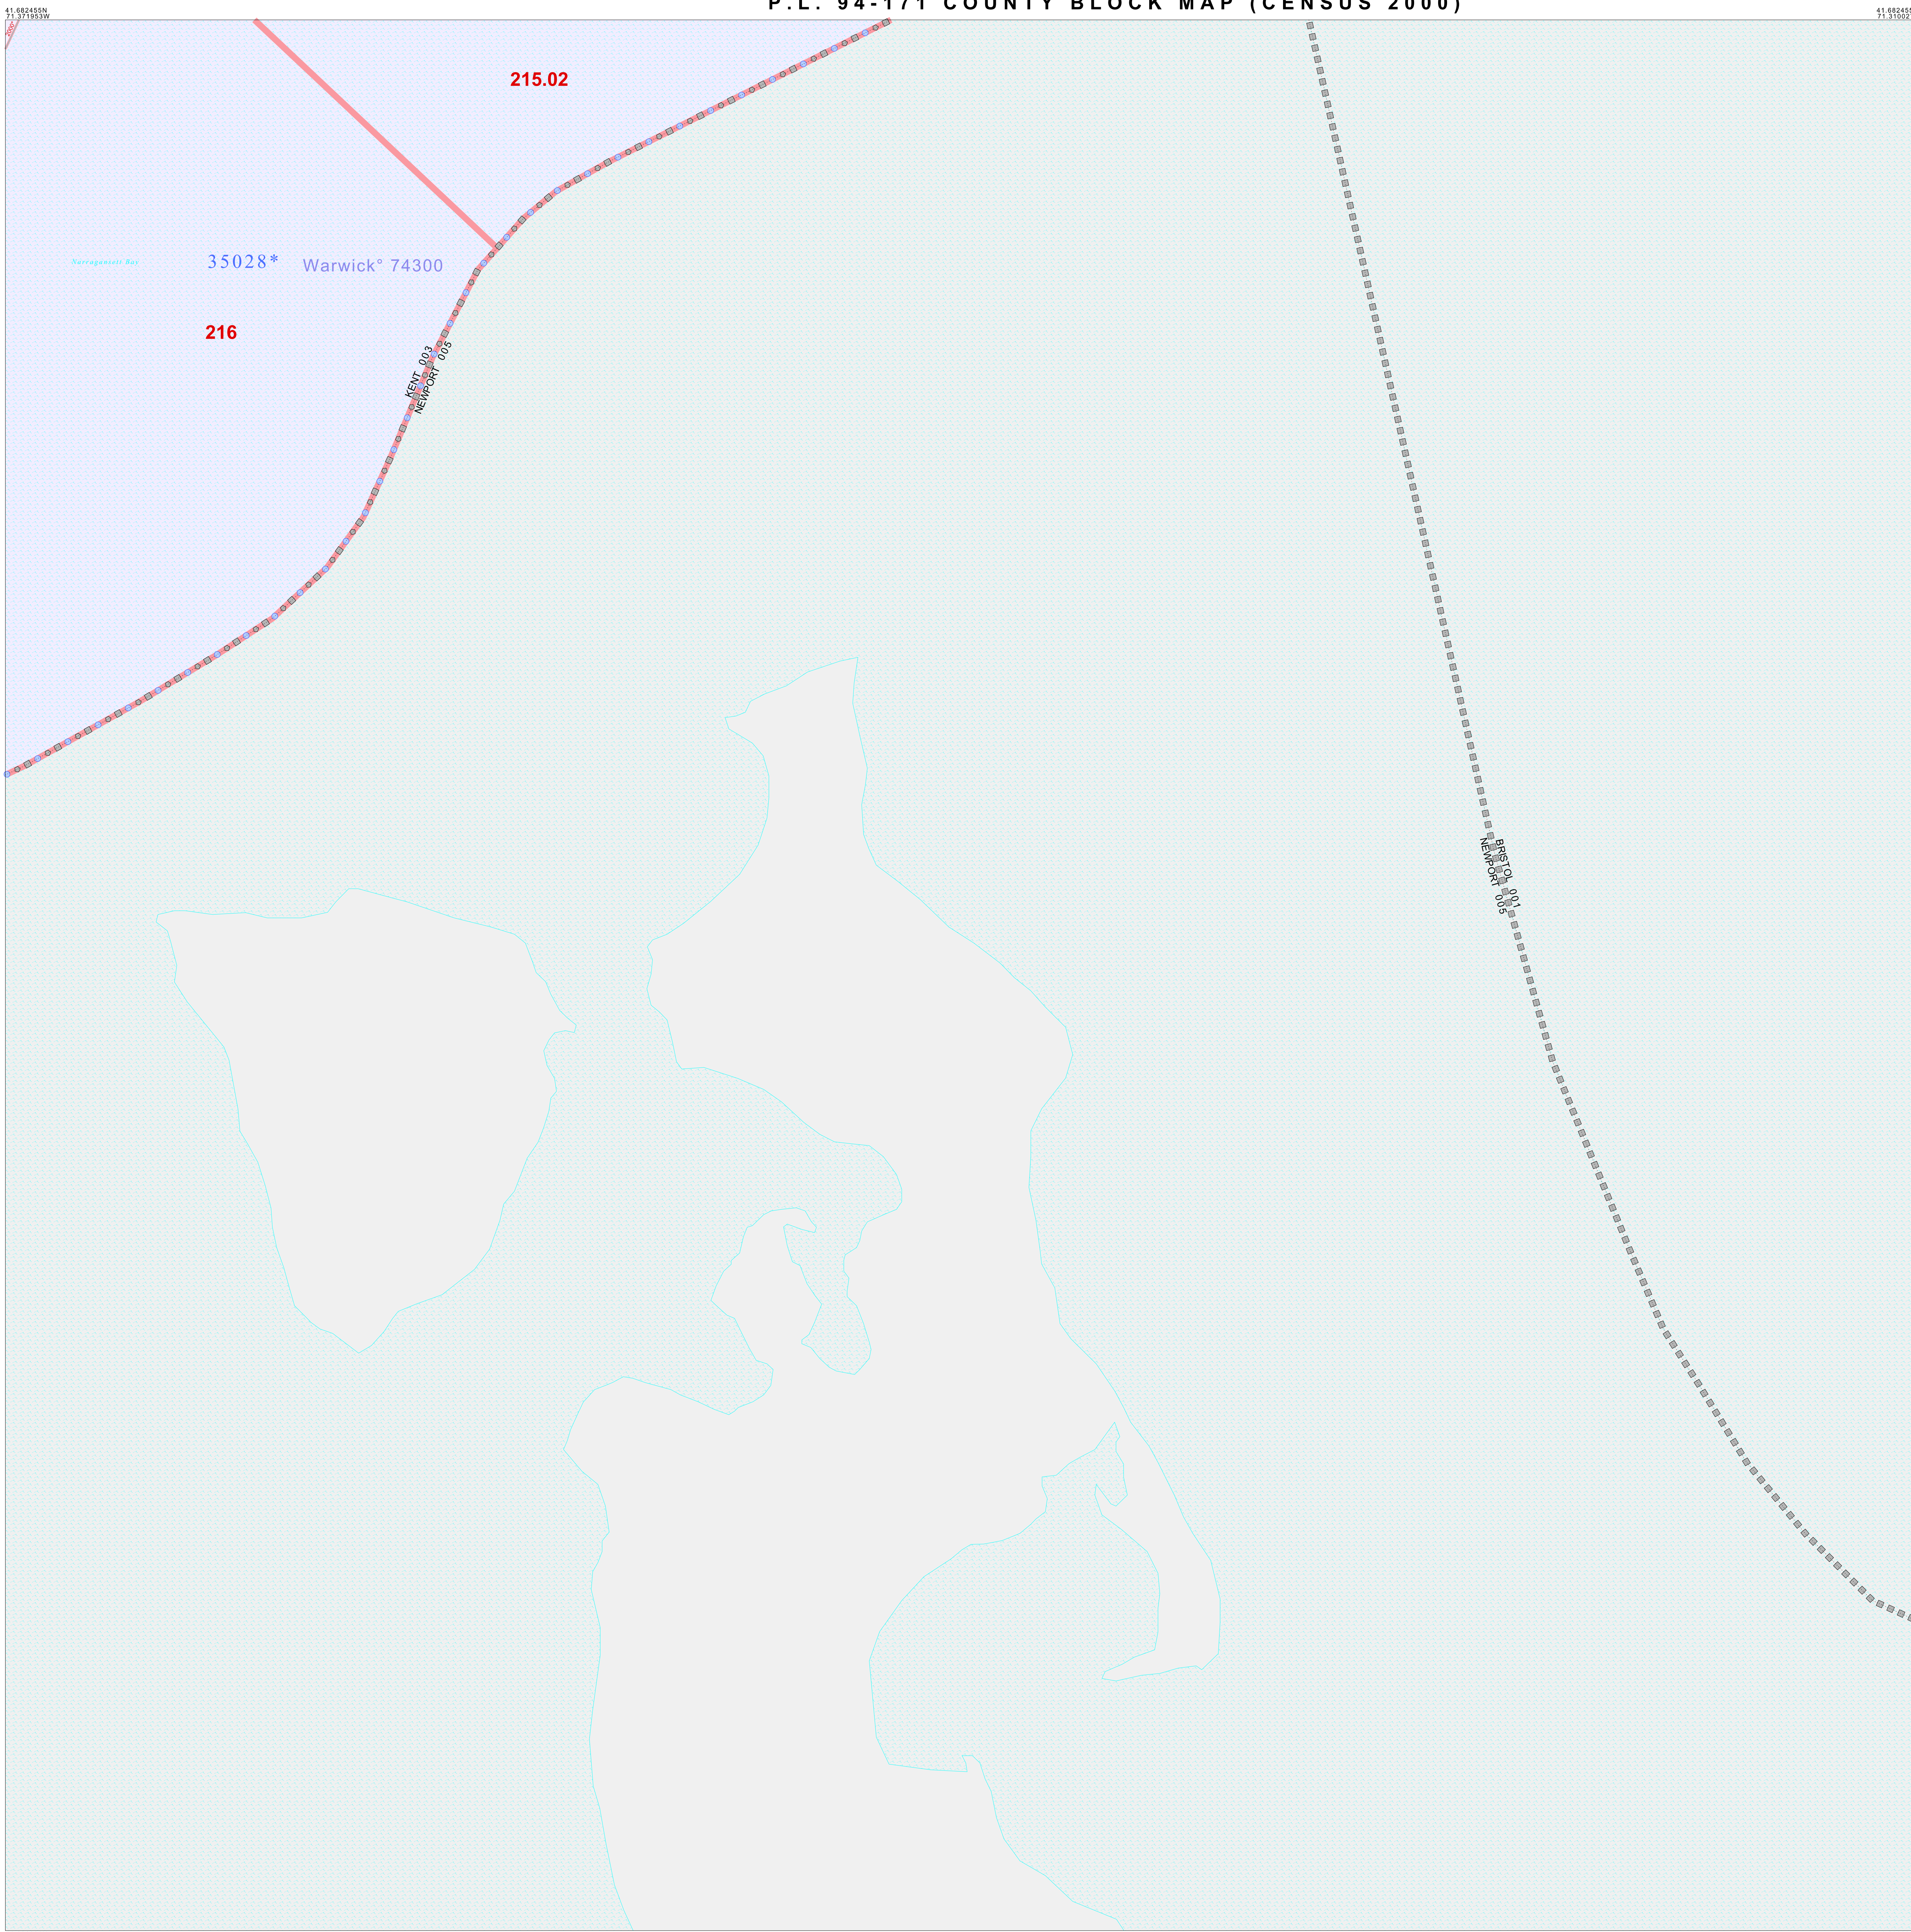 P.L. 94-171 COUNTY BLOCK MAP (CENSUS 2000)
41.682455N
71.371953W
41.682455
71.31002
2000*
215.02
Narragansett Bay
35028*
Warwick° 74300
216
KENT 003
NEWPORT 005
BRISTOL 001
NEWPORT 005